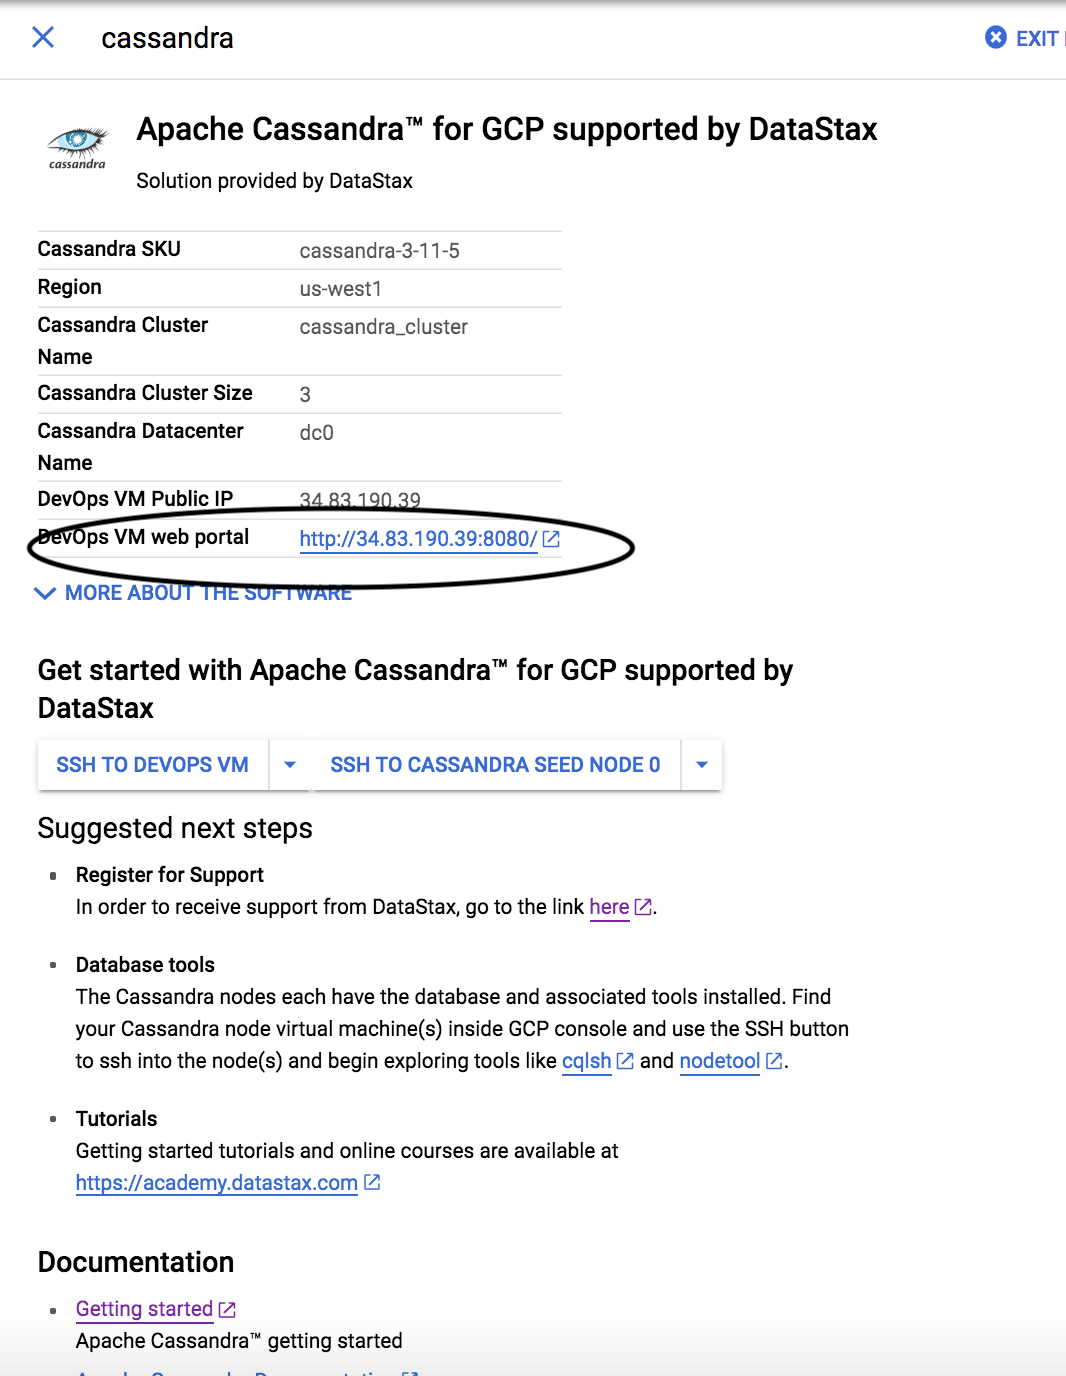 cassandra
EXIT
Apache Cassandra™ for GCP supported by DataStax
cassandra
Solution provided by DataStax
Cassandra SKU cassandra-3-11-5
Region us-west1
Cassandra Cluster Name cassandra_cluster
Cassandra Cluster Size 3
Cassandra Datacenter Name dc0
DevOps VM Public IP 34.83.190.39
DevOps VM web portal http://34.83.190.39:8080/
MORE ABOUT THE SOFTWARE
Get started with Apache Cassandra™ for GCP supported by
DataStax
SSH TO DEVOPS VM
SSH TO CASSANDRA SEED NODE 0
Suggested next steps
Register for Support
In order to receive support from DataStax, go to the link here.
Database tools
The Cassandra nodes each have the database and associated tools installed. Find
your Cassandra node virtual machine(s) inside GCP console and use the SSH button
to ssh into the node(s) and begin exploring tools like cqlsh and nodetool.
Tutorials
Getting started tutorials and online courses are available at
https://academy.datastax.com
Documentation
Getting started
Apache Cassandra™ getting started